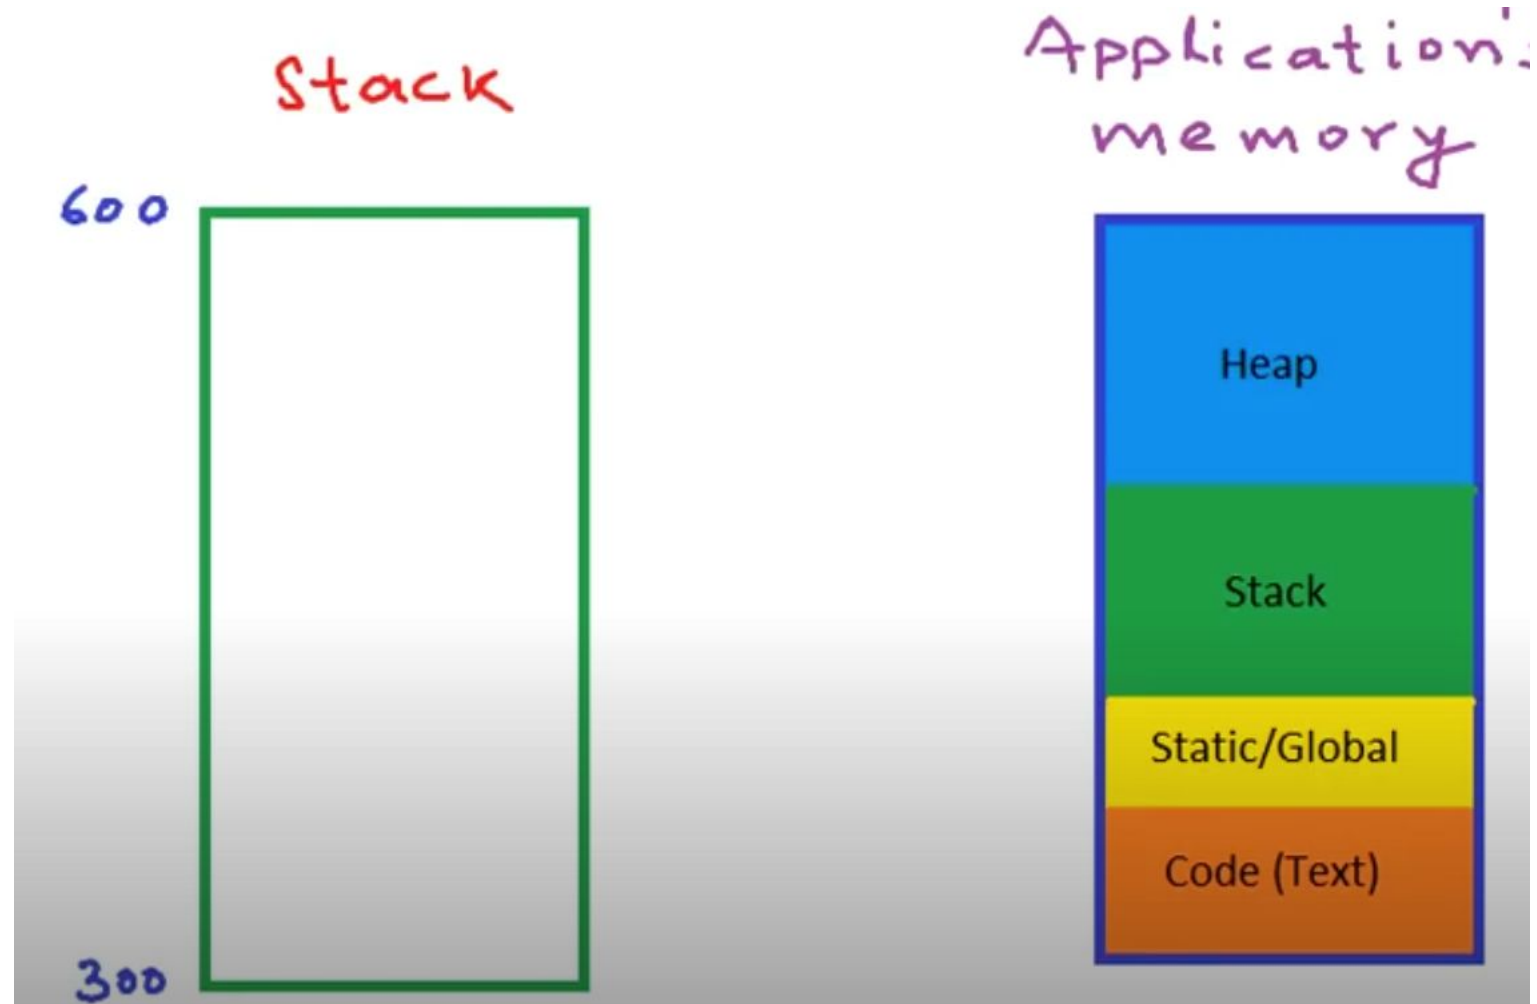 Stack
600
300
Application's
memory
Heap
Stack
Static/Global
Code (Text)